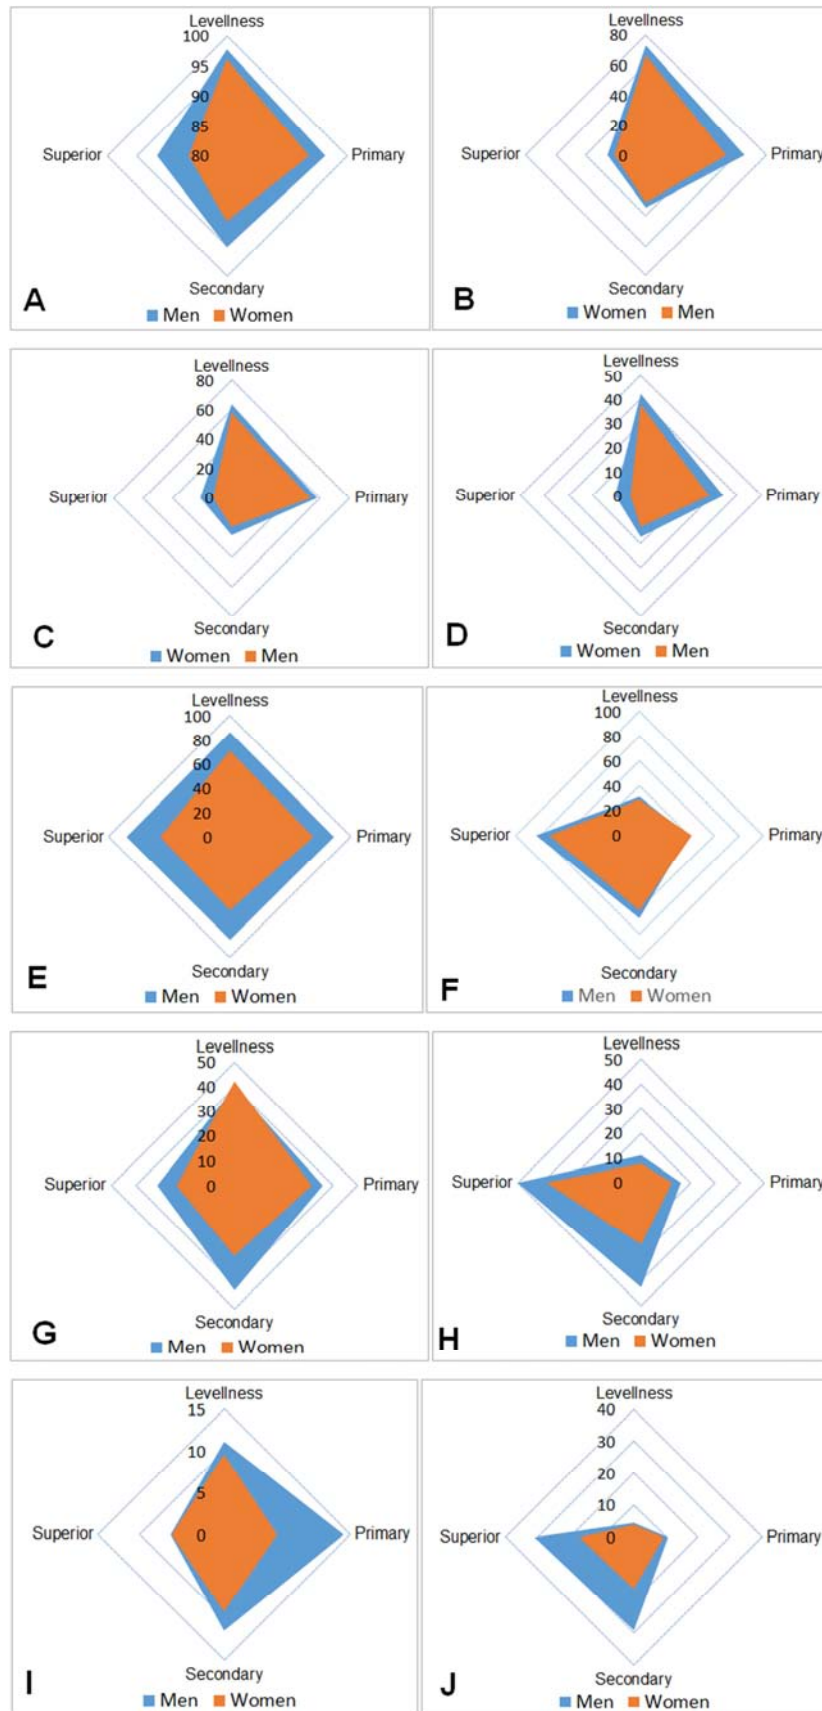 Levellness
100
95
90
85
Superior 80 Primary
Secondary
A
Men Women
Levellness
80
60
40
20
Superior 0 Primary
Secondary
B
Women Men
Levellness
80
60
40
20
Superior 0 Primary
Secondary
C
Women Men
Levellness
50
40
30
20
10
Superior 0 Primary
Secondary
D
Women Men
Levellness
100
80
60
40
20
Superior 0 Primary
Secondary
E
Men Women
Levellness
100
80
60
40
20
Superior 0 Primary
Secondary
F
Men Women
Levellness
50
40
30
20
10
Superior 0 Primary
Secondary
G
Men Women
Levellness
50
40
30
20
10
Superior 0 Primary
Secondary
H
Men Women
Levellness
15
10
5
Superior 0 Primary
Secondary
I
Men Women
Levellness
40
30
20
10
Superior 0 Primary
Secondary
J
Men Women